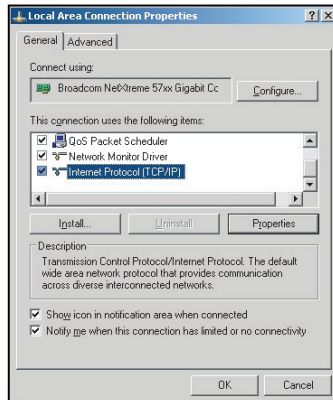 Local Area Connection Properties
General Advanced
Connect using:
Broadcom NetXtreme 57xx Gigabit Cc
Configure...
This connection uses the following items:
QoS Packet Scheduler
Network Monitor Driver
Internet Protocol (TCP/IP)
Install... Uninstall Properties
Description
Transmission Control Protocol/Internet Protocol. The default
wide area network protocol that provides communication
across diverse interconnected networks.
Show icon in notification area when connected
Notify me when this connection has limited or no connectivity
OK Cancel